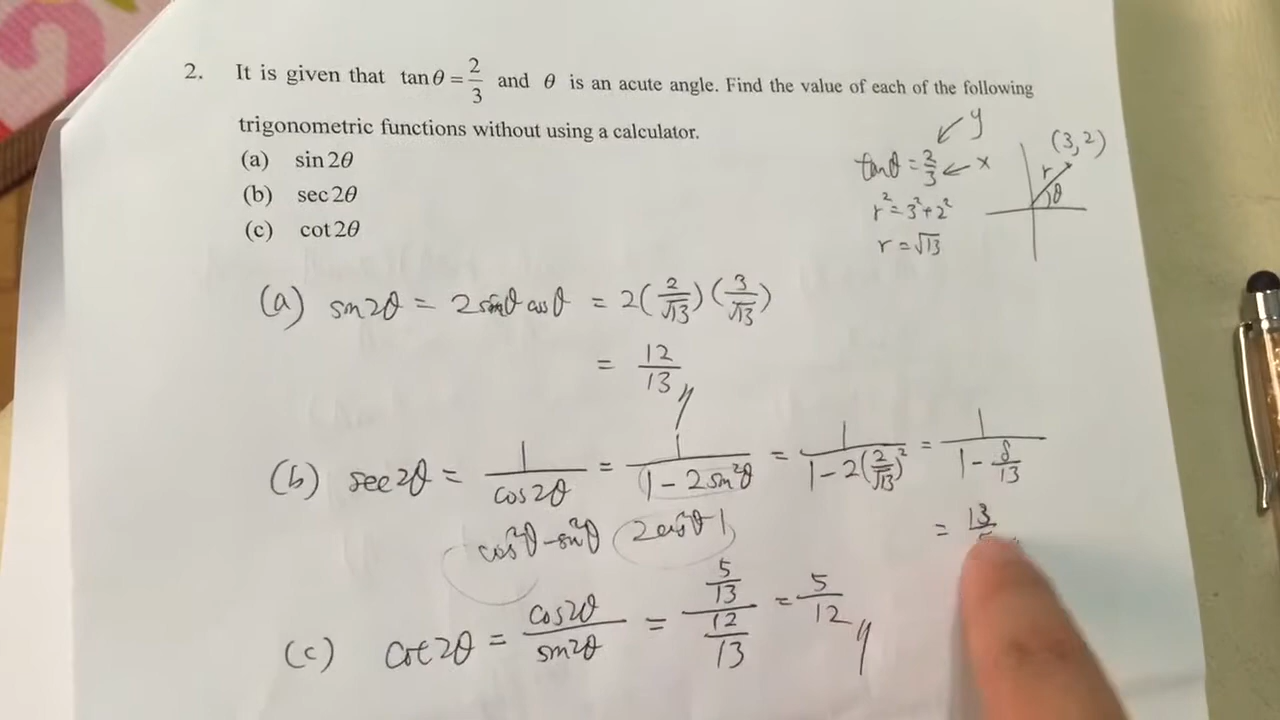 2. It is given that tan θ = 2/3 and θ is an acute angle. Find the value of each of the following
trigonometric functions without using a calculator.
(a) sin 2θ
(b) sec 2θ
(c) cot 2θ
y
(3,2)
tanθ = 2/3 x
r θ
r² = 3² + 2²
r = √13
(a) sin2θ = 2sinθ cosθ = 2(2/√13)(3/√13)
= 12/13
(b) sec2θ = 1/cos2θ = 1/(1-2sin²θ) = 1/(1-2(2/√13)²) = 1/(1-8/13)
cos²θ-sin²θ 2cos²θ-1
= 13
(c) cot2θ = cos2θ/sin2θ = (5/13)/(12/13) = 5/12